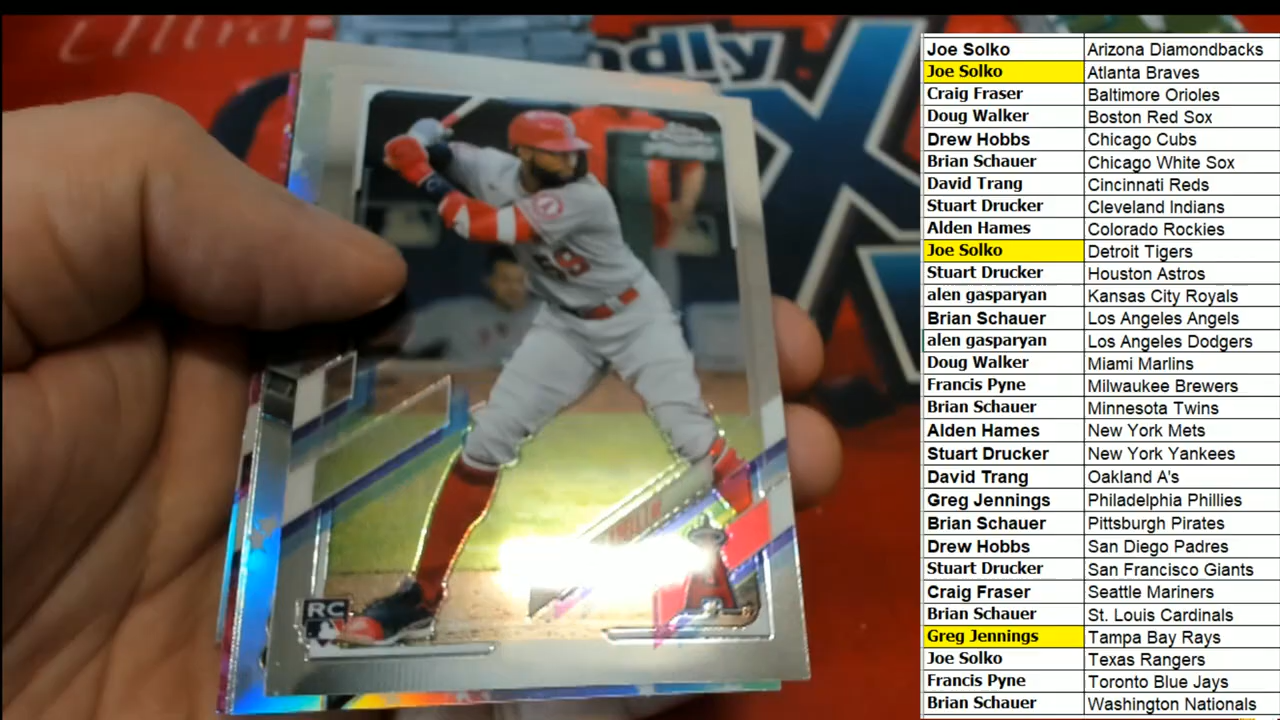 Joe Solko Arizona Diamondbacks
Joe Solko Atlanta Braves
Craig Fraser Baltimore Orioles
Doug Walker Boston Red Sox
Drew Hobbs Chicago Cubs
Brian Schauer Chicago White Sox
David Trang Cincinnati Reds
Stuart Drucker Cleveland Indians
Alden Hames Colorado Rockies
Joe Solko Detroit Tigers
Stuart Drucker Houston Astros
alen gasparyan Kansas City Royals
Brian Schauer Los Angeles Angels
alen gasparyan Los Angeles Dodgers
Doug Walker Miami Marlins
Francis Pyne Milwaukee Brewers
Brian Schauer Minnesota Twins
Alden Hames New York Mets
Stuart Drucker New York Yankees
David Trang Oakland A's
Greg Jennings Philadelphia Phillies
Brian Schauer Pittsburgh Pirates
Drew Hobbs San Diego Padres
Stuart Drucker San Francisco Giants
Craig Fraser Seattle Mariners
Brian Schauer St. Louis Cardinals
Greg Jennings Tampa Bay Rays
Joe Solko Texas Rangers
Francis Pyne Toronto Blue Jays
Brian Schauer Washington Nationals
RC